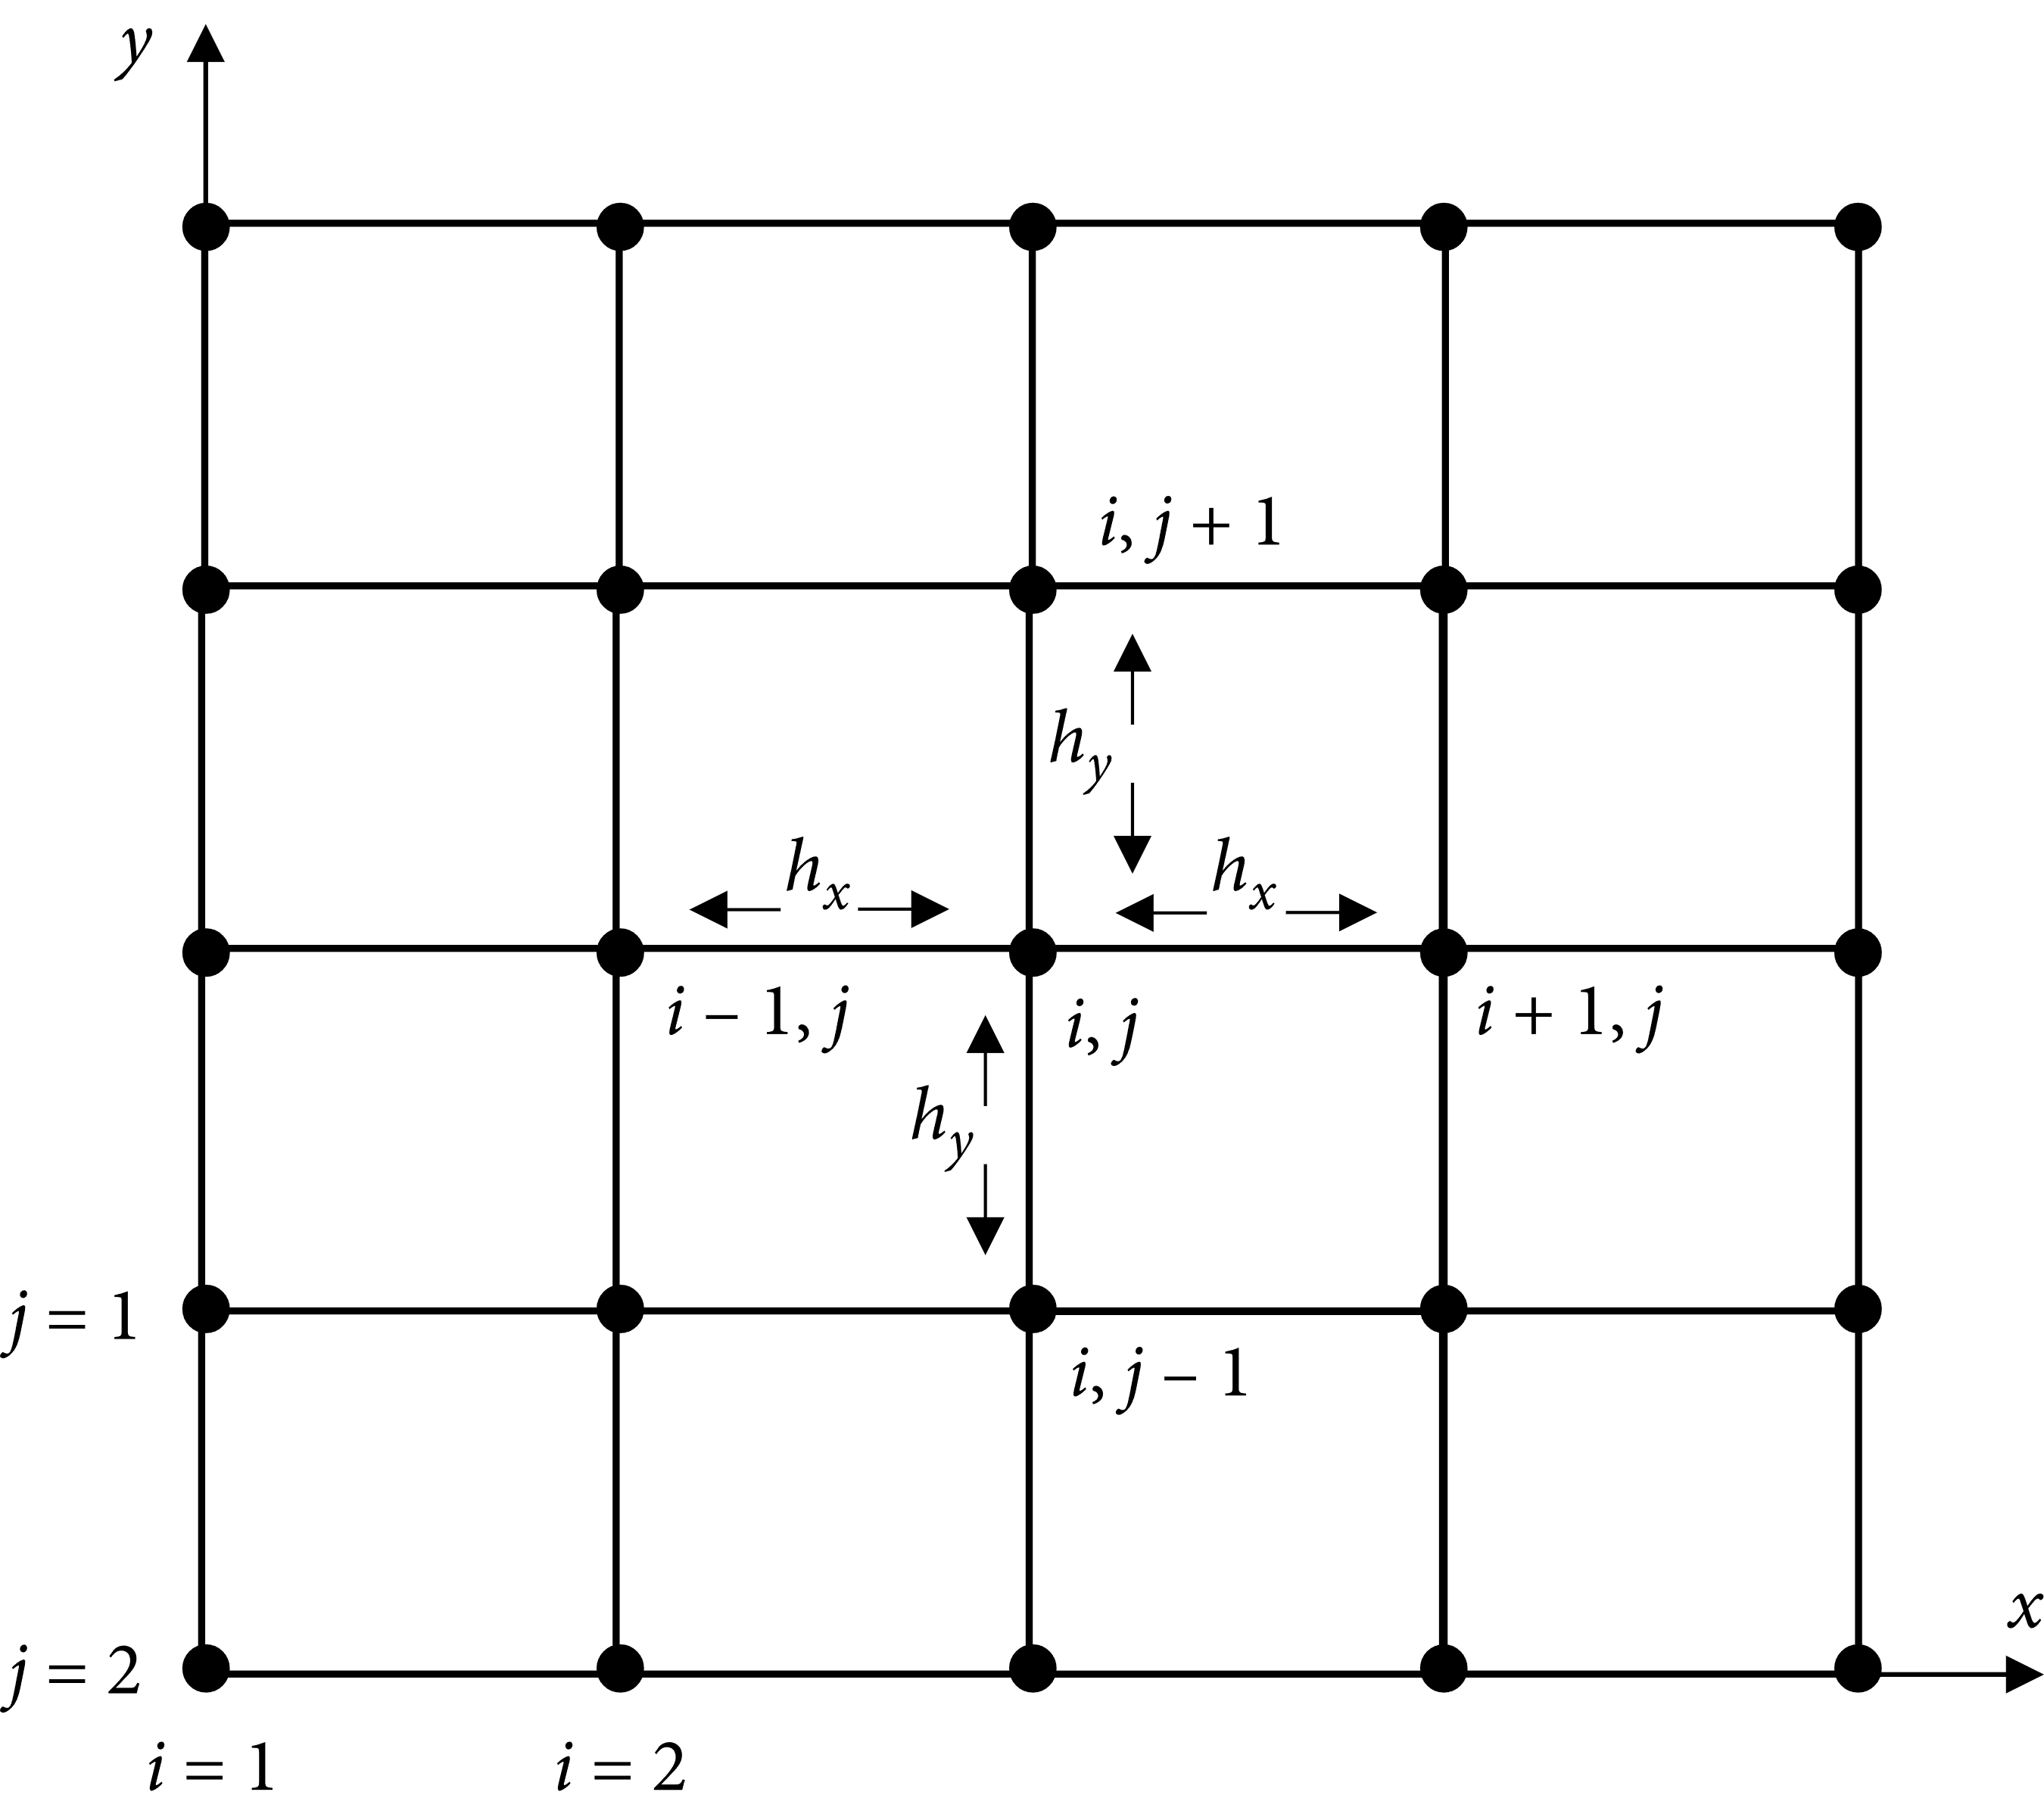 y
i, j + 1
h_y
h_x
h_x
i − 1, j
i, j
i + 1, j
h_y
j = 1
i, j − 1
x
j = 2
i = 1
i = 2